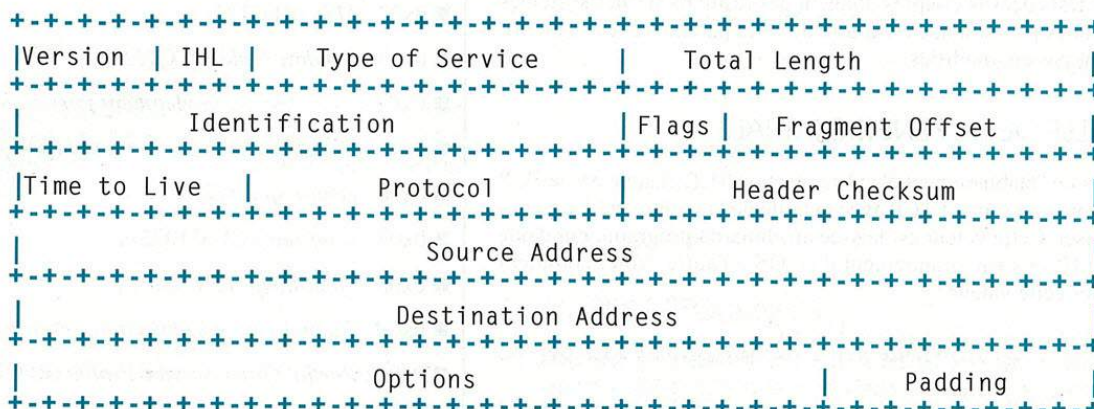 +-+-+-+-+-+-+-+-+-+-+-+-+-+-+-+-+-+-+-+-+-+-+-+-+-+-+-+-+-+-+-+-+-+
|Version | IHL | Type of Service | Total Length |
+-+-+-+-+-+-+-+-+-+-+-+-+-+-+-+-+-+-+-+-+-+-+-+-+-+-+-+-+-+-+-+-+-+
| Identification | Flags | Fragment Offset |
+-+-+-+-+-+-+-+-+-+-+-+-+-+-+-+-+-+-+-+-+-+-+-+-+-+-+-+-+-+-+-+-+-+
|Time to Live | Protocol | Header Checksum |
+-+-+-+-+-+-+-+-+-+-+-+-+-+-+-+-+-+-+-+-+-+-+-+-+-+-+-+-+-+-+-+-+-+
| Source Address |
+-+-+-+-+-+-+-+-+-+-+-+-+-+-+-+-+-+-+-+-+-+-+-+-+-+-+-+-+-+-+-+-+-+
| Destination Address |
+-+-+-+-+-+-+-+-+-+-+-+-+-+-+-+-+-+-+-+-+-+-+-+-+-+-+-+-+-+-+-+-+-+
| Options | Padding |
+-+-+-+-+-+-+-+-+-+-+-+-+-+-+-+-+-+-+-+-+-+-+-+-+-+-+-+-+-+-+-+-+-+